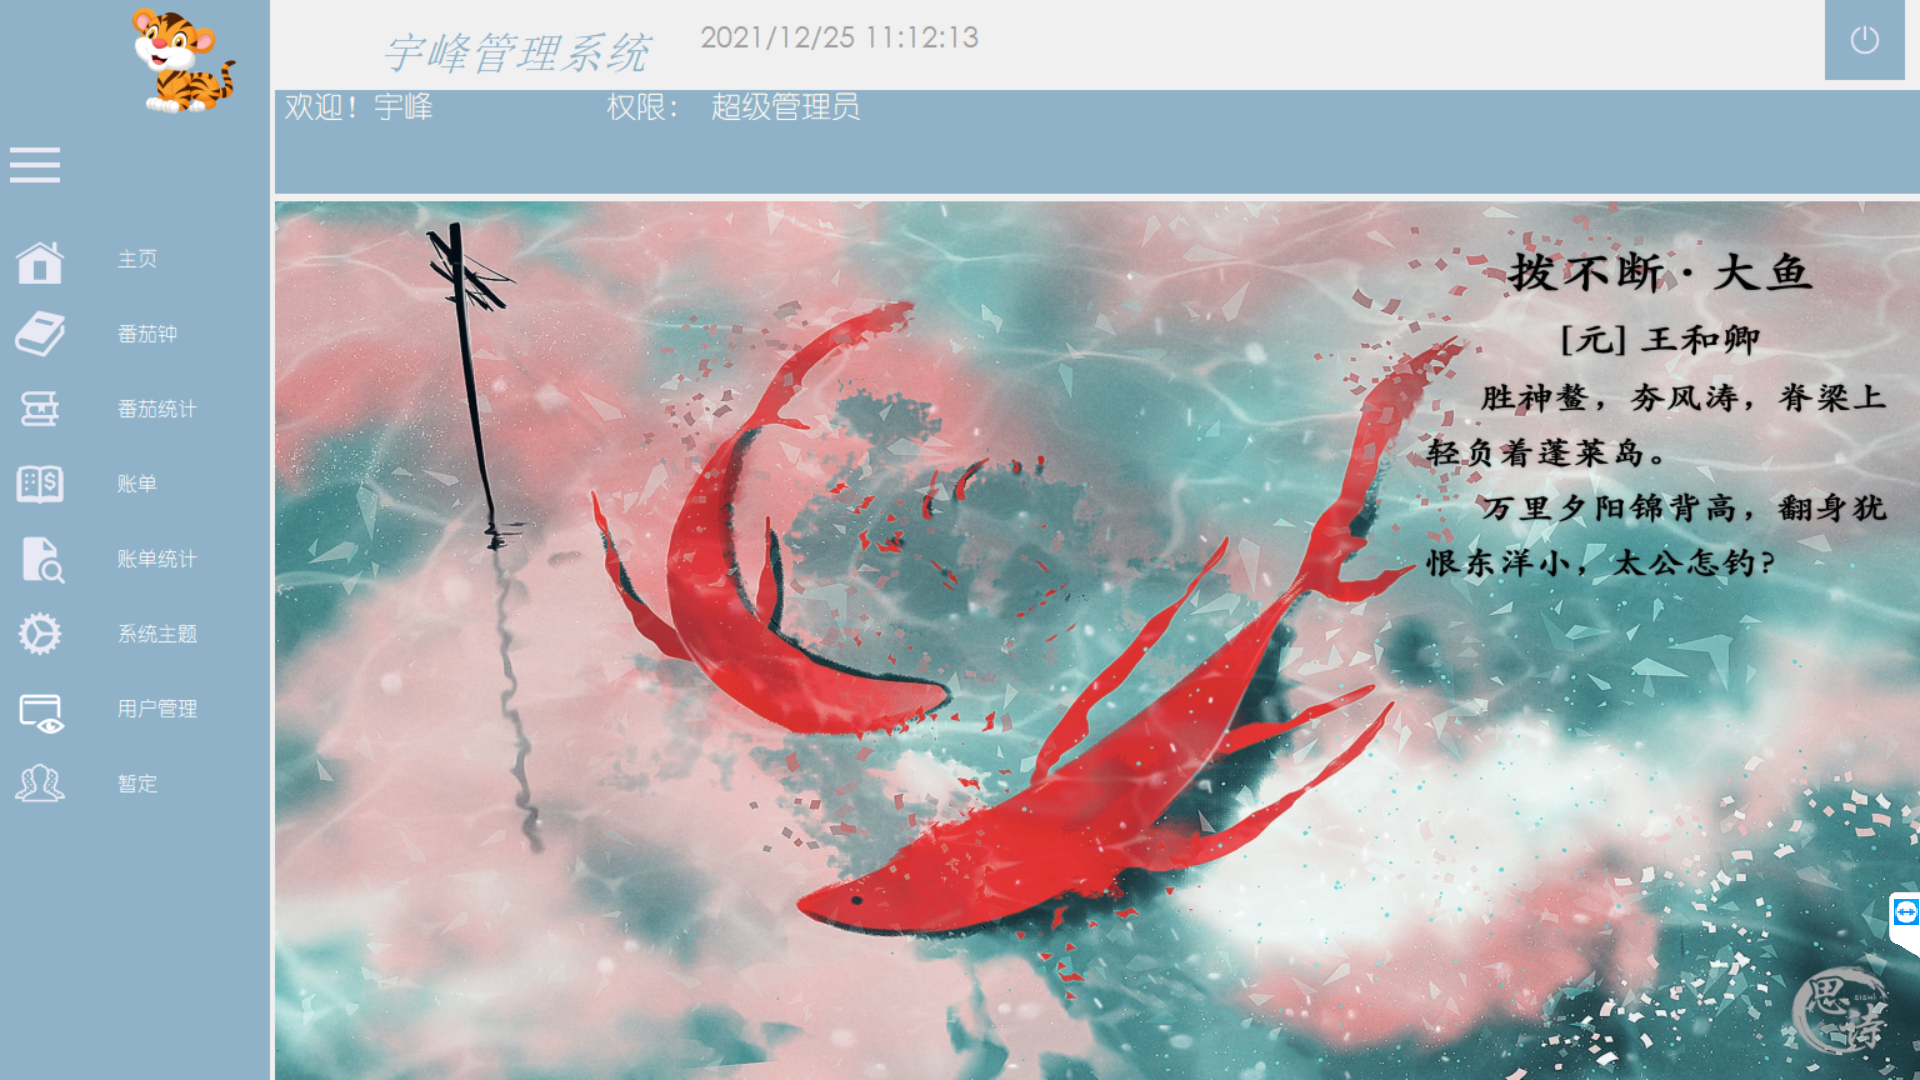 宇峰管理系统
2021/12/25 11:12:13
欢迎！宇峰
权限： 超级管理员
主页
番茄钟
番茄统计
账单
账单统计
系统主题
用户管理
暂定
拨不断·大鱼
[元] 王和卿
胜神鳌，夯风涛，脊梁上
轻负着蓬莱岛。
万里夕阳锦背高，翻身犹
恨东洋小，太公怎钓?
思诗
SISHI